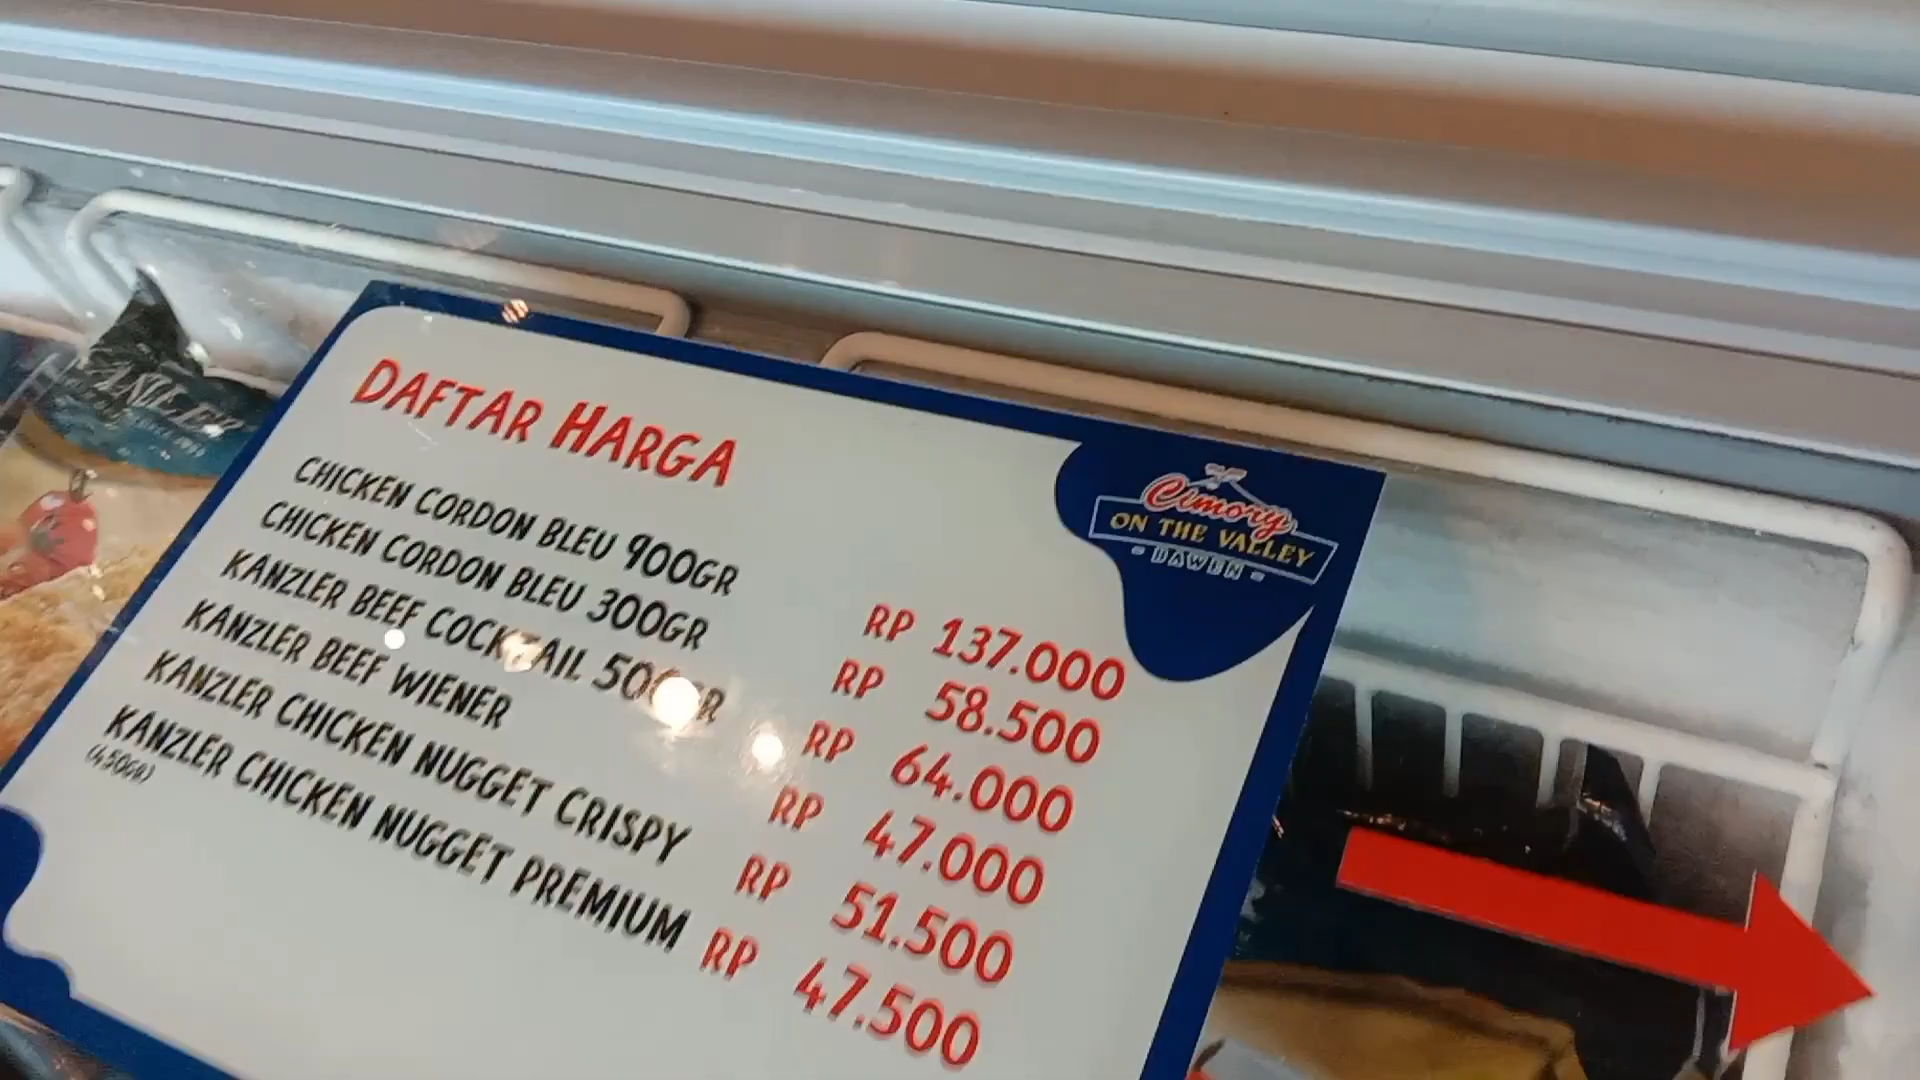 DAFTAR HARGA
CHICKEN CORDON BLEU 900GR RP 137.000
CHICKEN CORDON BLEU 300GR RP 58.500
KANZLER BEEF COCKTAIL 500GR RP 64.000
KANZLER BEEF WIENER RP 47.000
KANZLER CHICKEN NUGGET CRISPY RP 51.500
KANZLER CHICKEN NUGGET PREMIUM RP 47.500
(450GR)
Cimory
ON THE VALLEY
- BAWEN -